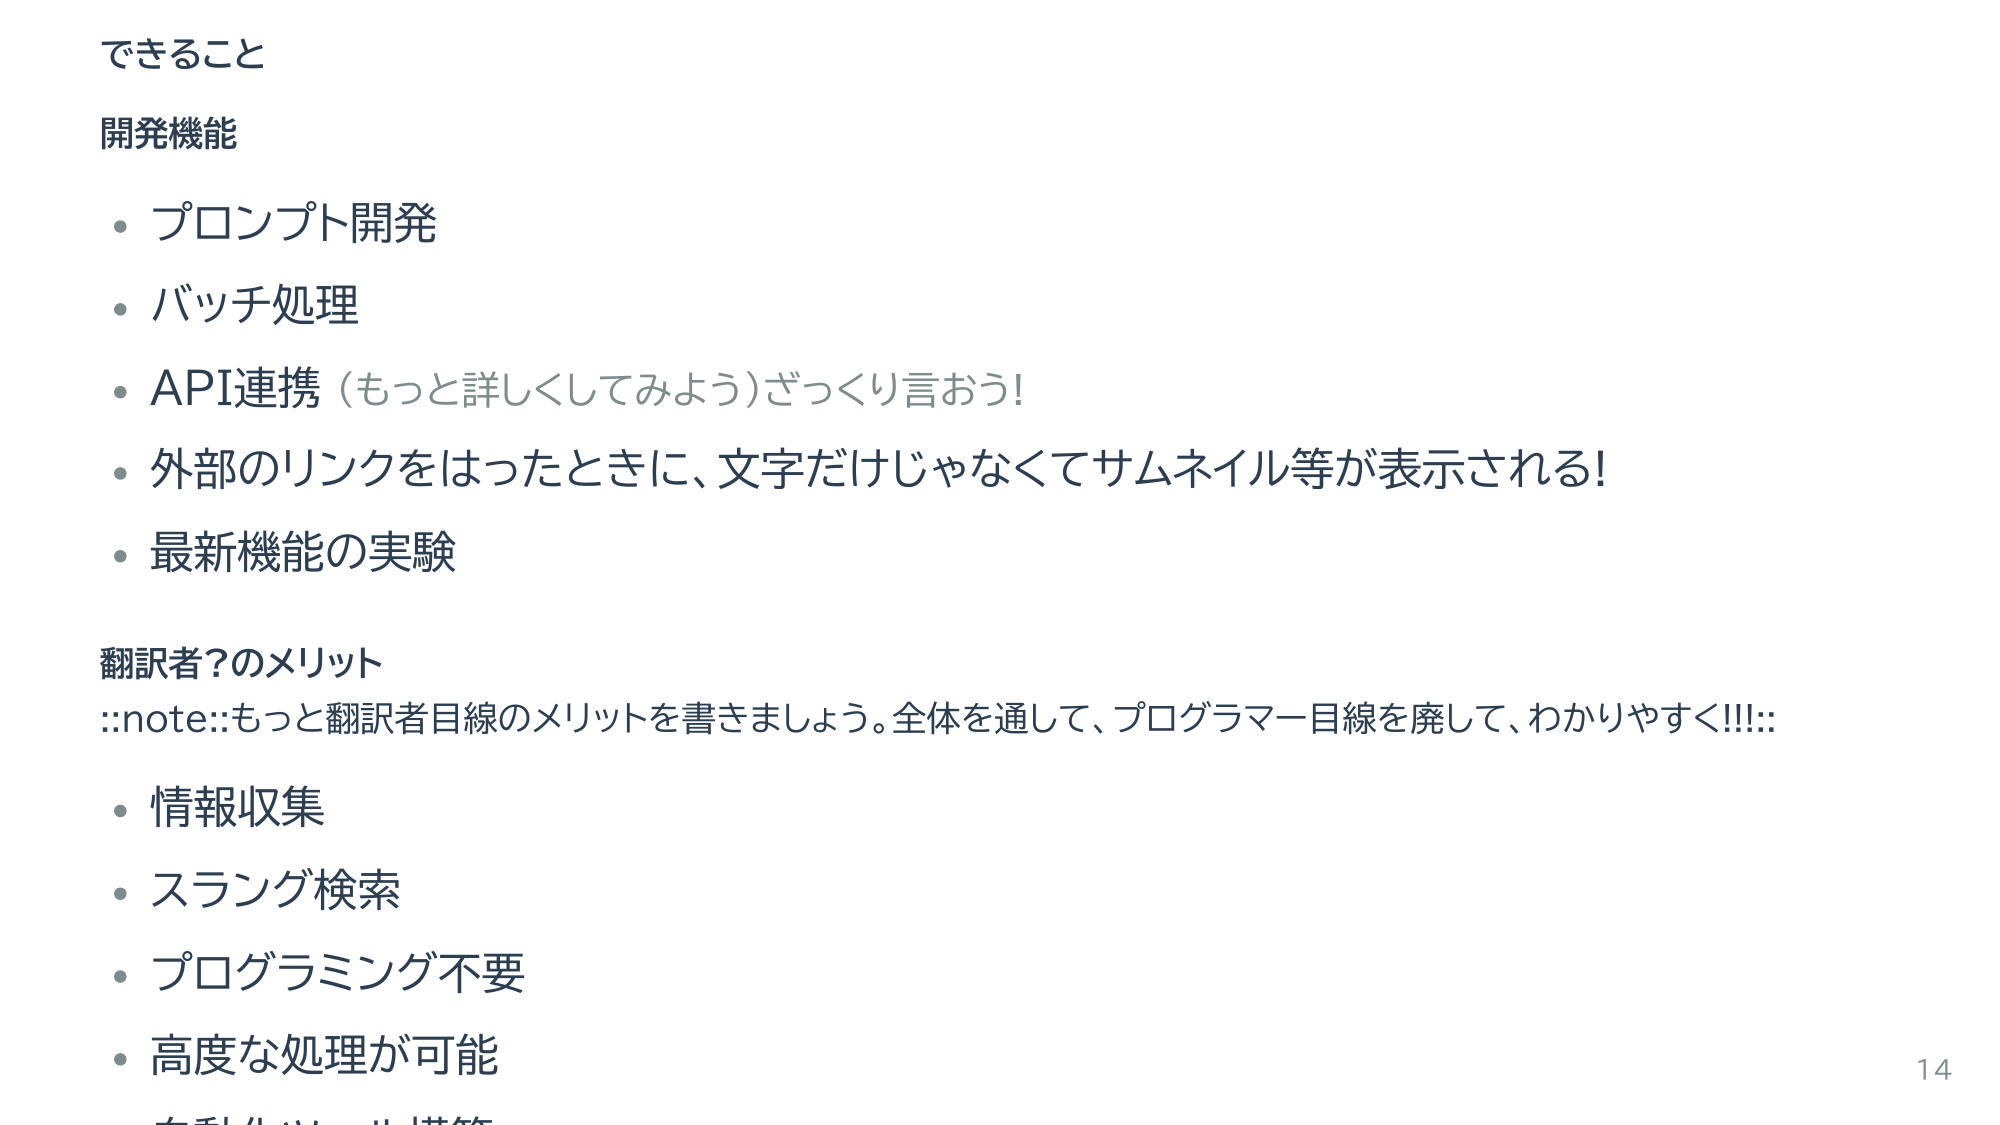 できること
開発機能
• プロンプト開発
• バッチ処理
• API連携（もっと詳しくしてみよう）ざっくり言おう！
• 外部のリンクをはったときに、文字だけじゃなくてサムネイル等が表示される！
• 最新機能の実験
翻訳者？のメリット
::note::もっと翻訳者目線のメリットを書きましょう。全体を通して、プログラマー目線を廃して、わかりやすく!!!::
• 情報収集
• スラング検索
• プログラミング不要
• 高度な処理が可能
14